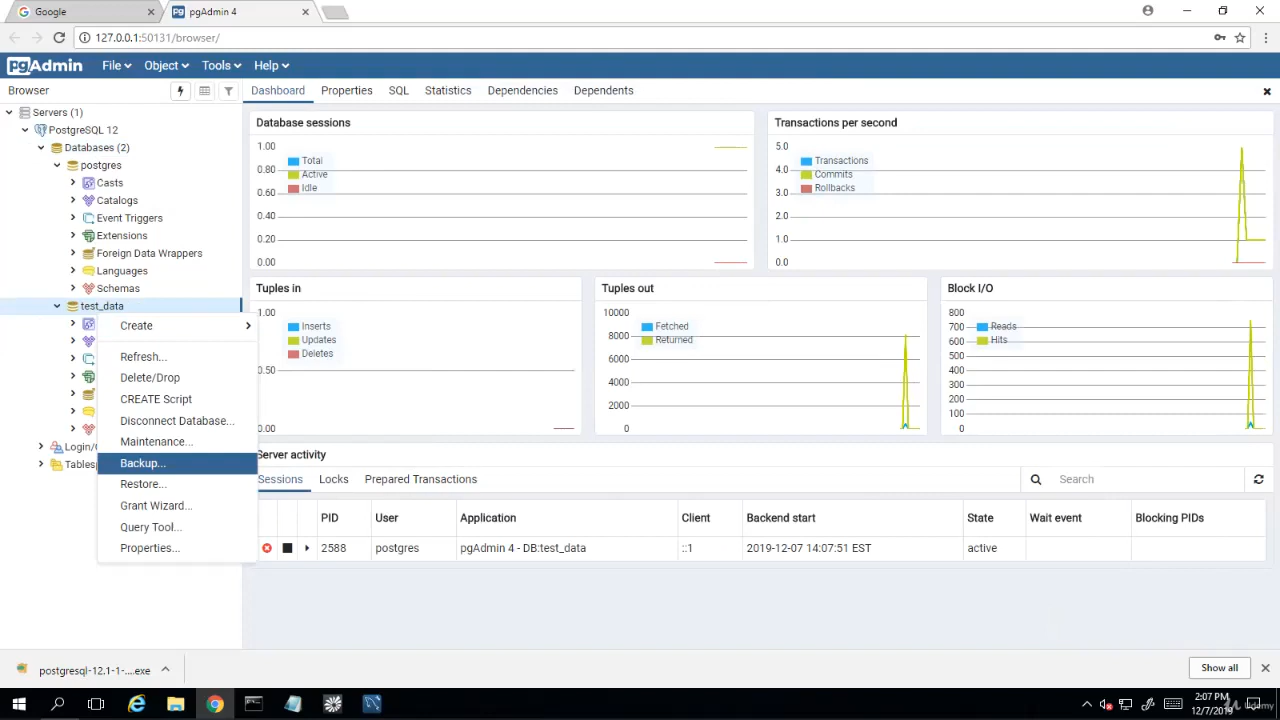 Google
pgAdmin 4
127.0.0.1:50131/browser/
pgAdmin
File
Object
Tools
Help
Browser
Dashboard
Properties
SQL
Statistics
Dependencies
Dependents
Servers (1)
PostgreSQL 12
Databases (2)
postgres
Casts
Catalogs
Event Triggers
Extensions
Foreign Data Wrappers
Languages
Schemas
test_data
Login/
Tables
Create
Refresh...
Delete/Drop
CREATE Script
Disconnect Database...
Maintenance...
Backup...
Restore...
Grant Wizard...
Query Tool...
Properties...
Database sessions
1.00
0.80
0.60
0.40
0.20
0.00
Total
Active
Idle
Transactions per second
5.0
4.0
3.0
2.0
1.0
0.0
Transactions
Commits
Rollbacks
Tuples in
1.00
0.50
0.00
Inserts
Updates
Deletes
Tuples out
10000
8000
6000
4000
2000
0
Fetched
Returned
Block I/O
800
700
600
500
400
300
200
100
0
Reads
Hits
Server activity
Sessions
Locks
Prepared Transactions
Search
PID User Application Client Backend start State Wait event Blocking PIDs
2588 postgres pgAdmin 4 - DB:test_data ::1 2019-12-07 14:07:51 EST active
postgresql-12.1-1-....exe
Show all
2:07 PM
12/7/2019
Udemy